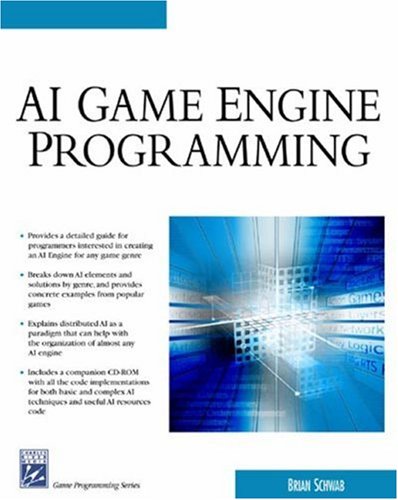 AI GAME ENGINE
PROGRAMMING
• Provides a detailed guide for
programmers interested in creating
an AI Engine for any game genre
• Breaks down AI elements and
solutions by genre, and provides
concrete examples from popular
games
• Explains distributed AI as a
paradigm that can help with
the organization of almost any
AI engine
• Includes a companion CD-ROM
with all the code implementations
for both basic and complex AI
techniques and useful AI resources
code
Logic
CHARLES
RIVER
MEDIA
Game Programming Series
BRIAN SCHWAB